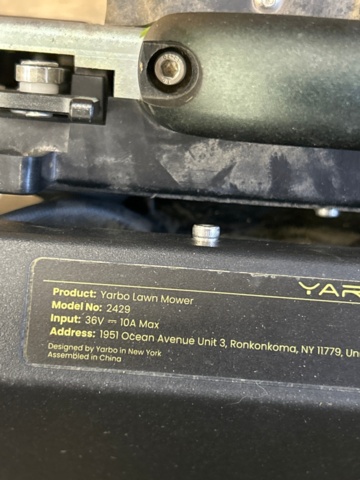 YAR
Product: Yarbo Lawn Mower
Model No: 2429
Input: 36V ⎓ 10A Max
Address: 1951 Ocean Avenue Unit 3, Ronkonkoma, NY 11779, Un
Designed by Yarbo in New York
Assembled in China